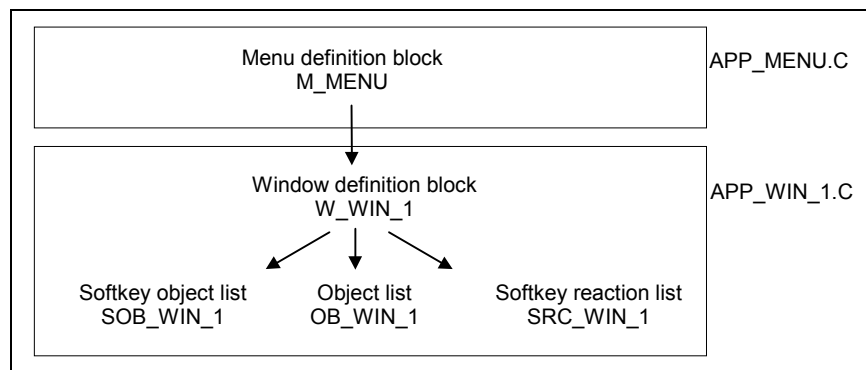 Menu definition block
M_MENU
APP_MENU.C
Window definition block
W_WIN_1
APP_WIN_1.C
Softkey object list
SOB_WIN_1
Object list
OB_WIN_1
Softkey reaction list
SRC_WIN_1